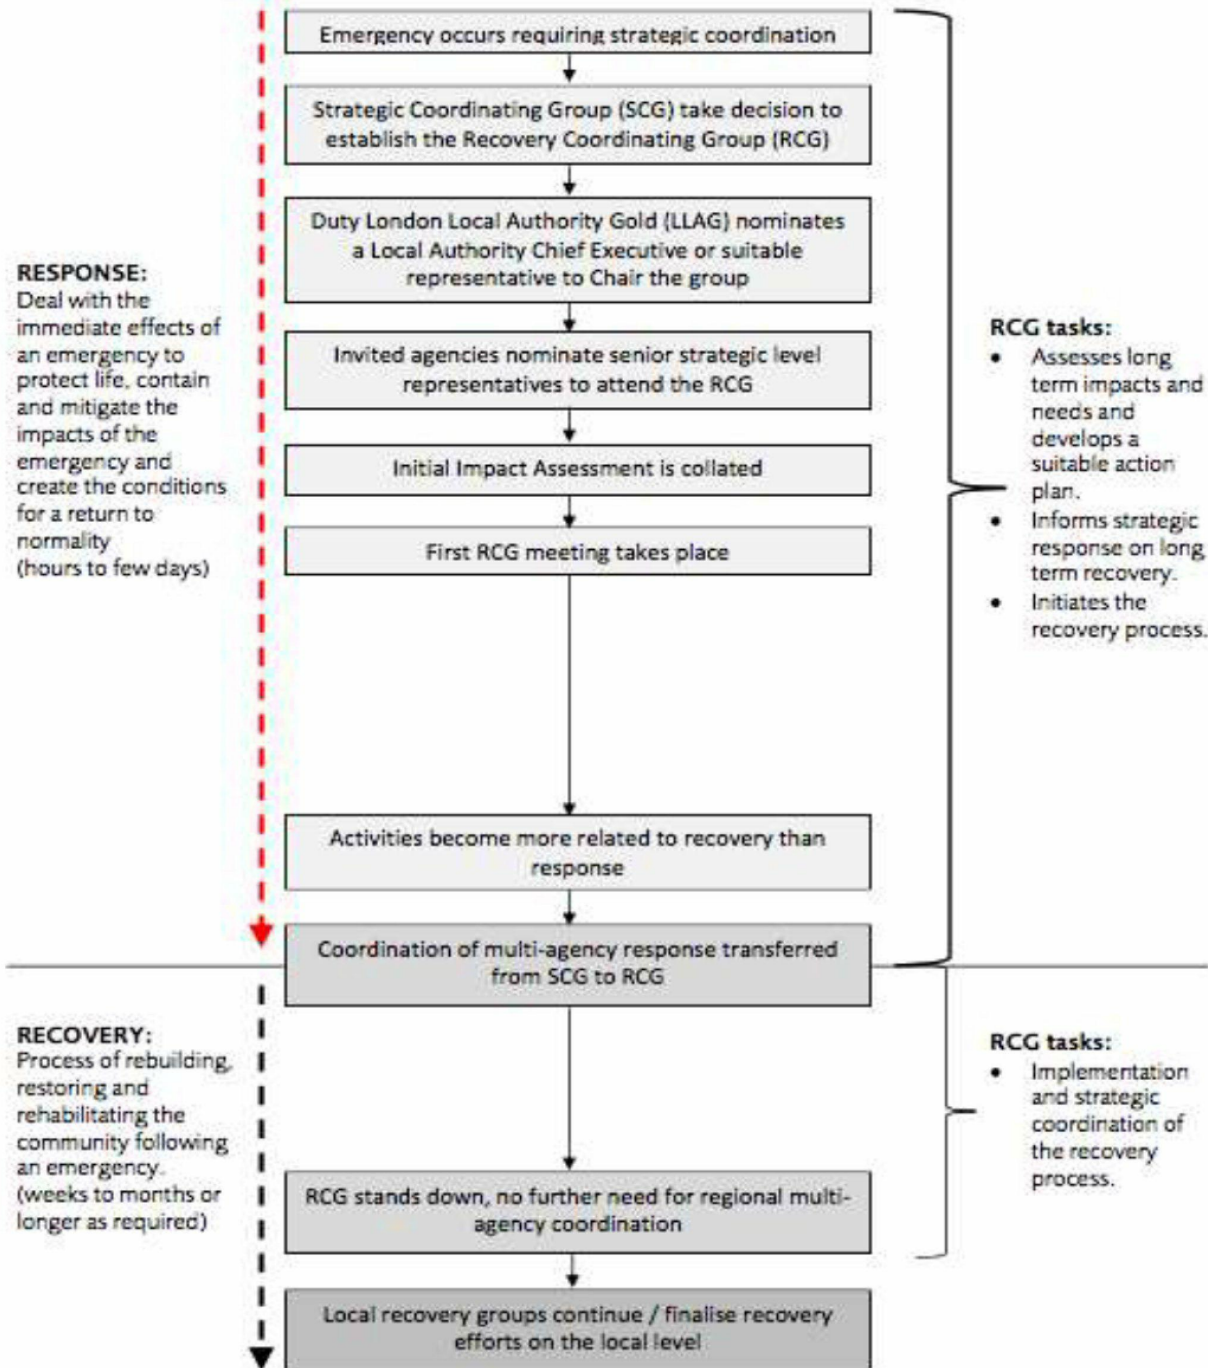 Emergency occurs requiring strategic coordination
Strategic Coordinating Group (SCG) take decision to
establish the Recovery Coordinating Group (RCG)
Duty London Local Authority Gold (LLAG) nominates
a Local Authority Chief Executive or suitable
representative to Chair the group
Invited agencies nominate senior strategic level
representatives to attend the RCG
Initial Impact Assessment is collated
First RCG meeting takes place
Activities become more related to recovery than
response
Coordination of multi-agency response transferred
from SCG to RCG
RCG stands down, no further need for regional multi-
agency coordination
Local recovery groups continue / finalise recovery
efforts on the local level
RESPONSE:
Deal with the
immediate effects of
an emergency to
protect life, contain
and mitigate the
impacts of the
emergency and
create the conditions
for a return to
normality
(hours to few days)
RECOVERY:
Process of rebuilding,
restoring and
rehabilitating the
community following
an emergency.
(weeks to months or
longer as required)
RCG tasks:
• Assesses long
term impacts and
needs and
develops a
suitable action
plan.
• Informs strategic
response on long
term recovery.
• Initiates the
recovery process.
RCG tasks:
• Implementation
and strategic
coordination of
the recovery
process.